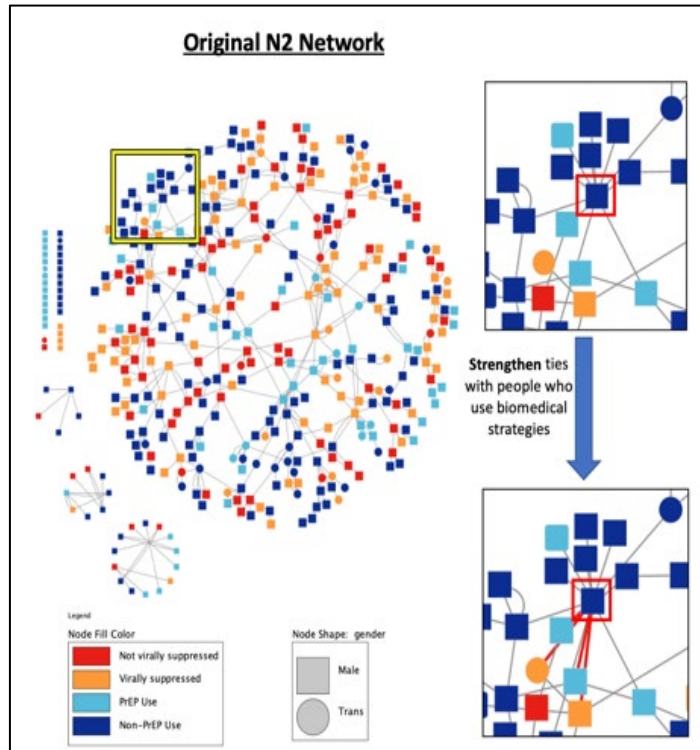 Original N2 Network
Strengthen ties
with people who
use biomedical
strategies
Legend
Node Fill Color
Not virally suppressed
Virally suppressed
PrEP Use
Non-PrEP Use
Node Shape: gender
Male
Trans